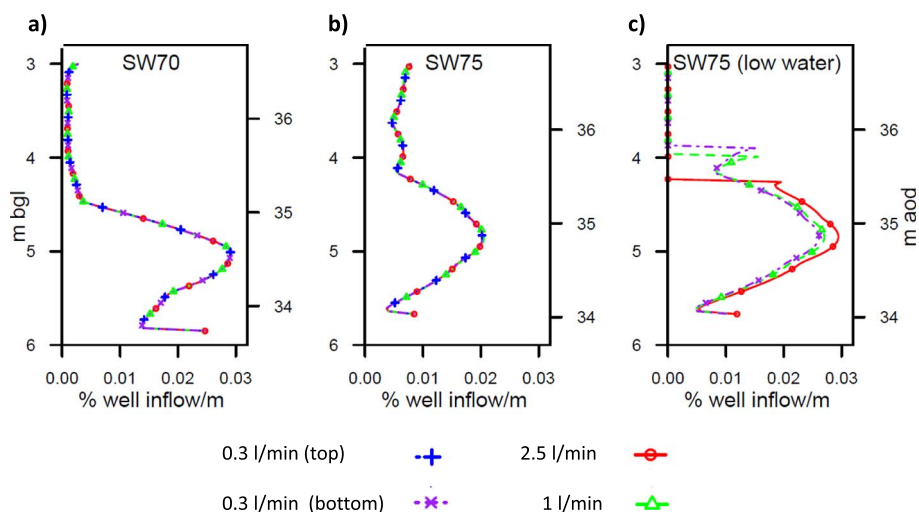 a) b) c)
SW70 SW75 SW75 (low water)
3 3 3
36 36 36
4 4 4
m bgl 35 35 35 m aod
5 5 5
34 34 34
6 6 6
0.00 0.01 0.02 0.03 0.00 0.01 0.02 0.03 0.00 0.01 0.02 0.03
% well inflow/m % well inflow/m % well inflow/m
0.3 l/min (top) 2.5 l/min
0.3 l/min (bottom) 1 l/min